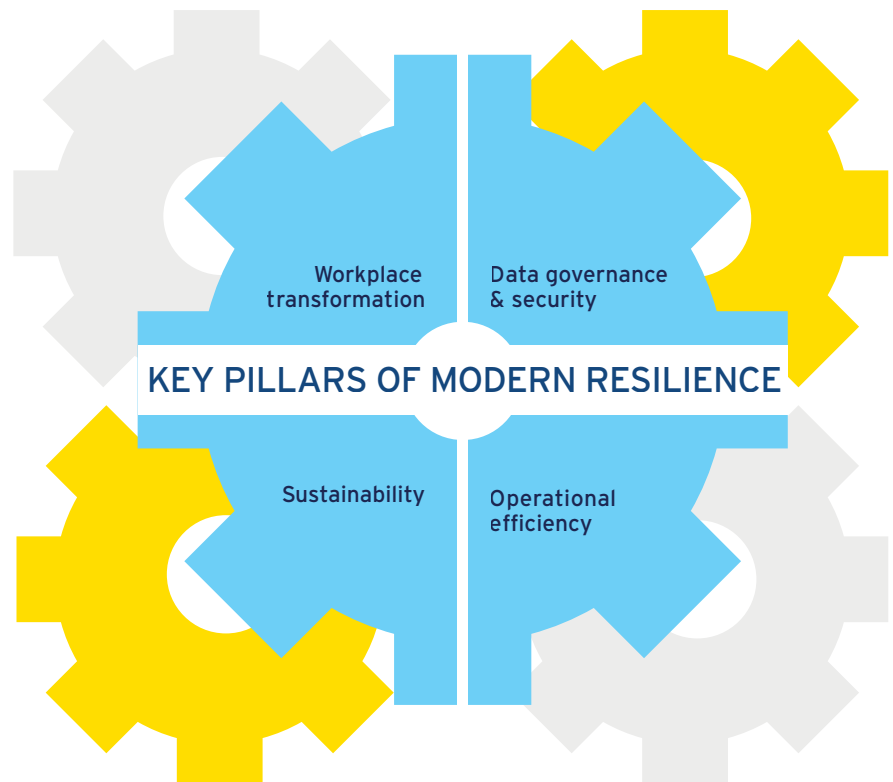 Workplace
transformation
Data governance
& security
KEY PILLARS OF MODERN RESILIENCE
Sustainability
Operational
efficiency